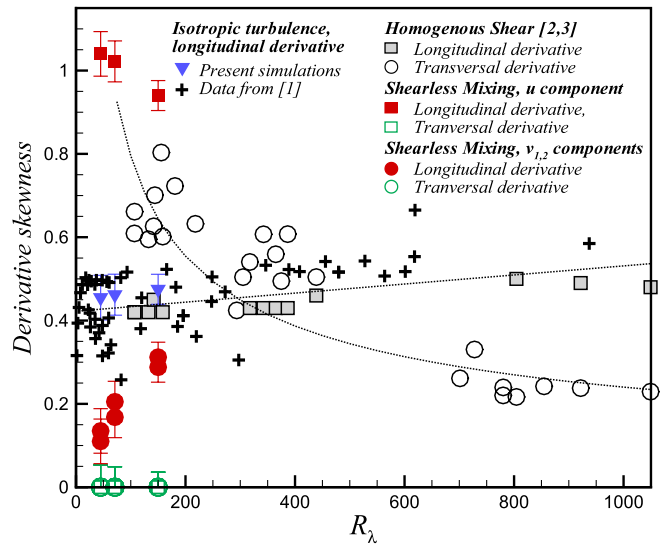 Isotropic turbulence,
longitudinal derivative
Present simulations
Data from [1]
Homogenous Shear [2,3]
Longitudinal derivative
Transversal derivative
Shearless Mixing, u component
Longitudinal derivative,
Tranversal derivative
Shearless Mixing, v1,2 components
Longitudinal derivative
Tranversal derivative
Derivative skewness
1
0.8
0.6
0.4
0.2
0
0 200 400 600 800 1000
Rλ